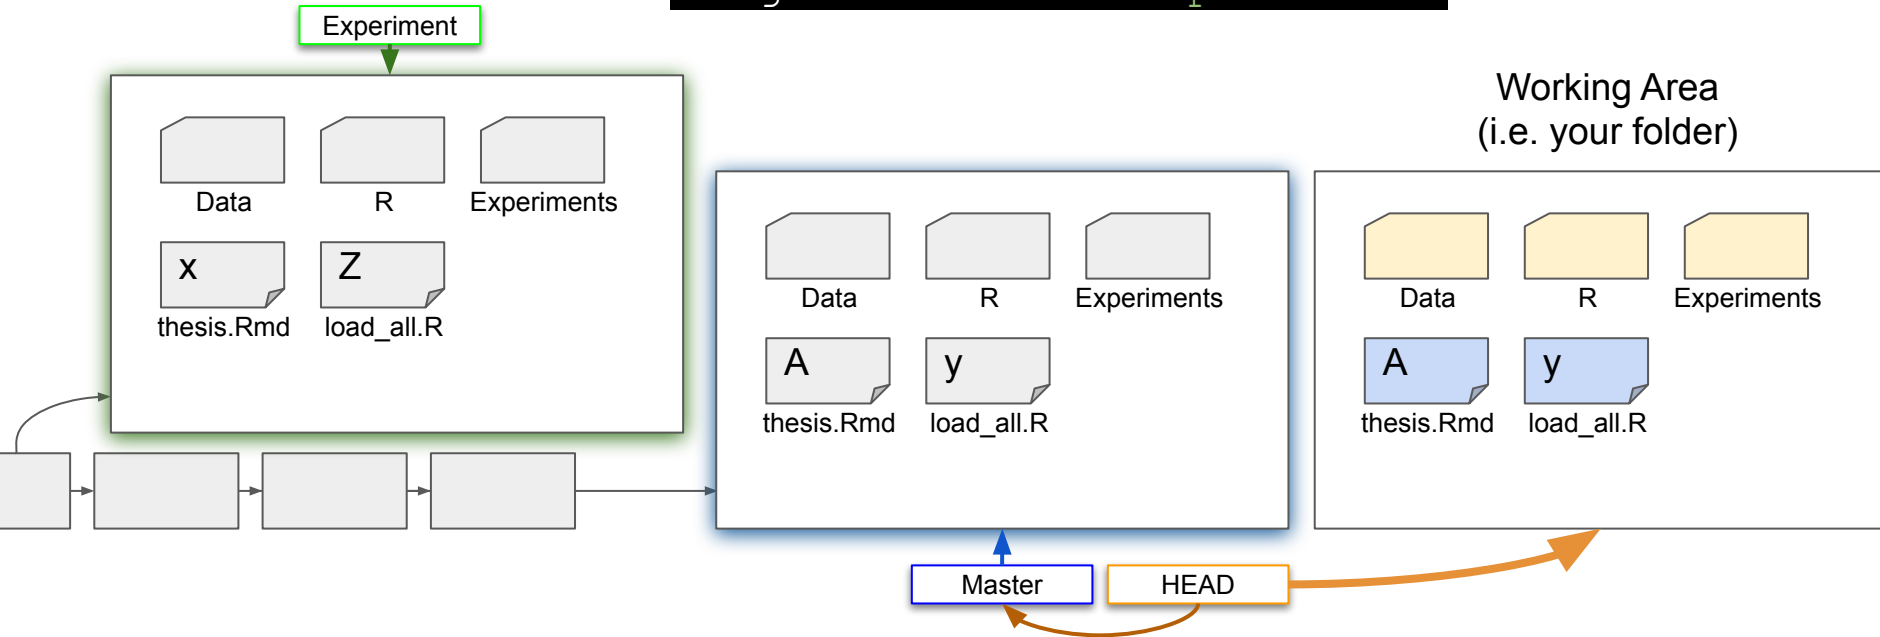 Experiment
Data
R
Experiments
x
Z
thesis.Rmd
load_all.R
Data
R
Experiments
A
y
thesis.Rmd
load_all.R
Master
HEAD
Working Area
(i.e. your folder)
Data
R
Experiments
A
y
thesis.Rmd
load_all.R